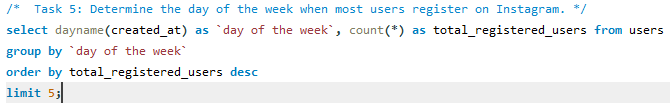 /*  Task 5: Determine the day of the week when most users register on Instagram. */
select dayname(created_at) as `day of the week`, count(*) as total_registered_users from users
group by `day of the week`
order by total_registered_users desc
limit 5;